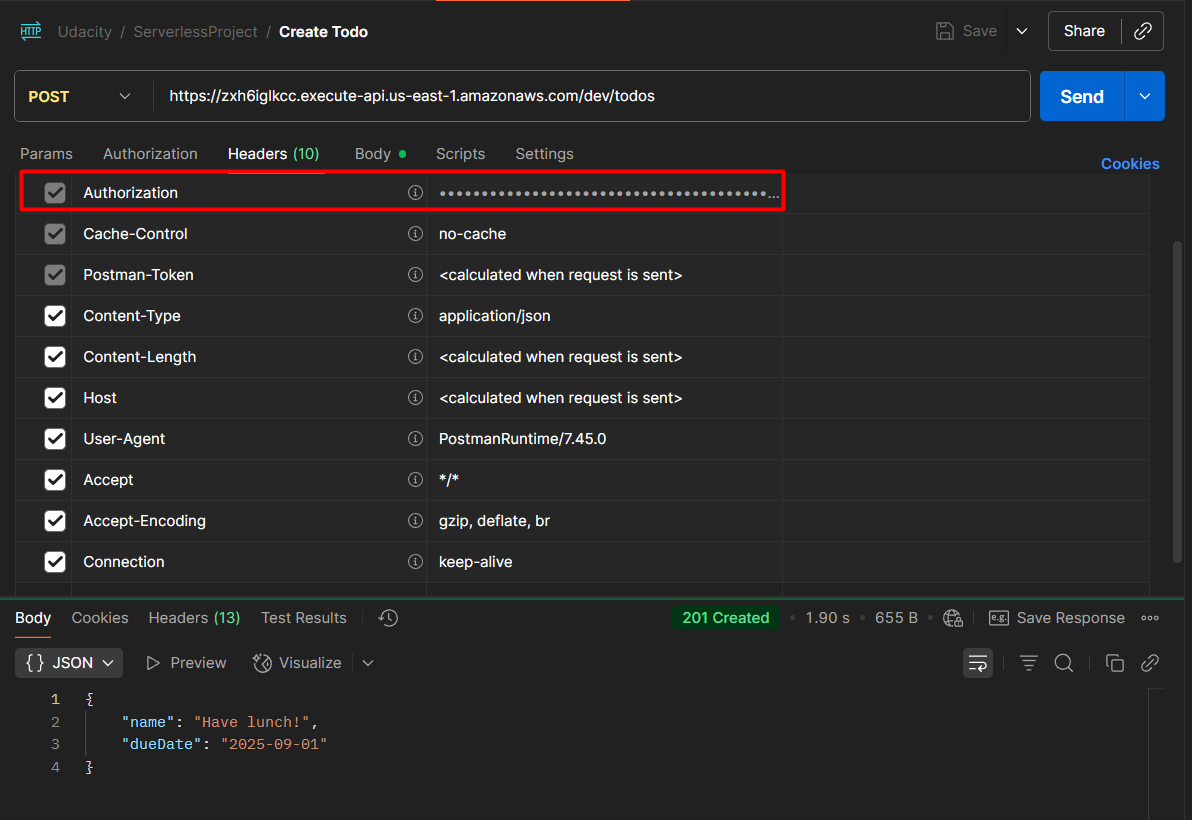 HTTP Udacity / ServerlessProject / Create Todo Save Share
POST https://zxh6iglkcc.execute-api.us-east-1.amazonaws.com/dev/todos Send
Params Authorization Headers (10) Body Scripts Settings Cookies
Authorization ••••••••••••••••••••••••••••••••••••••• ...
Cache-Control no-cache
Postman-Token <calculated when request is sent>
Content-Type application/json
Content-Length <calculated when request is sent>
Host <calculated when request is sent>
User-Agent PostmanRuntime/7.45.0
Accept */*
Accept-Encoding gzip, deflate, br
Connection keep-alive
Body Cookies Headers (13) Test Results 201 Created • 1.90 s • 655 B • e.g. Save Response
{} JSON Preview Visualize
1 {
2 "name": "Have lunch!",
3 "dueDate": "2025-09-01"
4 }